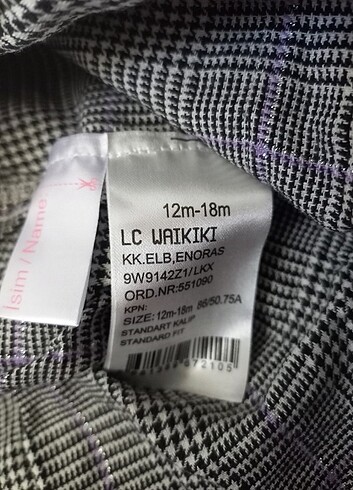 İsim / Name
12m-18m
LC WAIKIKI
KK.ELB,ENORAS
9W9142Z1/LKX
ORD.NR:551090
KPN:
SIZE: 12m-18m 86/50.75A
STANDART KALIP
STANDARD FIT